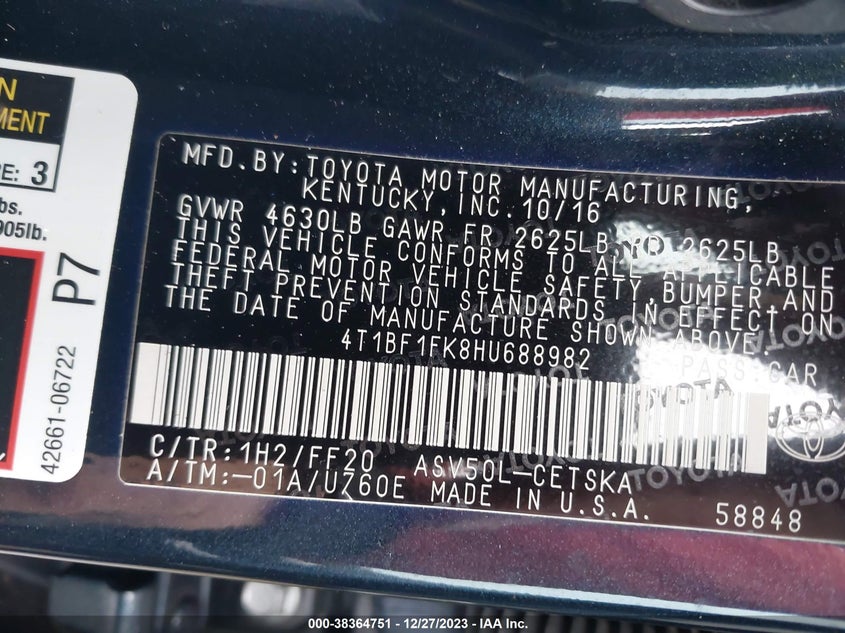 N
MENT
E: 3
bs.
905lb.
P7
42661-06722
MFD.BY:TOYOTA MOTOR MANUFACTURING,
KENTUCKY,INC.10/16
GVWR 4630LB GAWR FR 2625LB 2625LB
THIS VEHICLE CONFORMS TO ALL APPLICABLE
FEDERAL MOTOR VEHICLE SAFETY,BUMPER AND
THEFT PREVENTION STANDARDS IN EFFECT ON
THE DATE OF MANUFACTURE SHOWN ABOVE.
4T1BF1FK8HU688982
PASS.CAR
C/TR:1H2/FF20 ASV50L-CETSKA
A/TM:-01A/UZ60E MADE IN U.S.A.
58848
TOYOTA
000-38364751 - 12/27/2023 - IAA Inc.